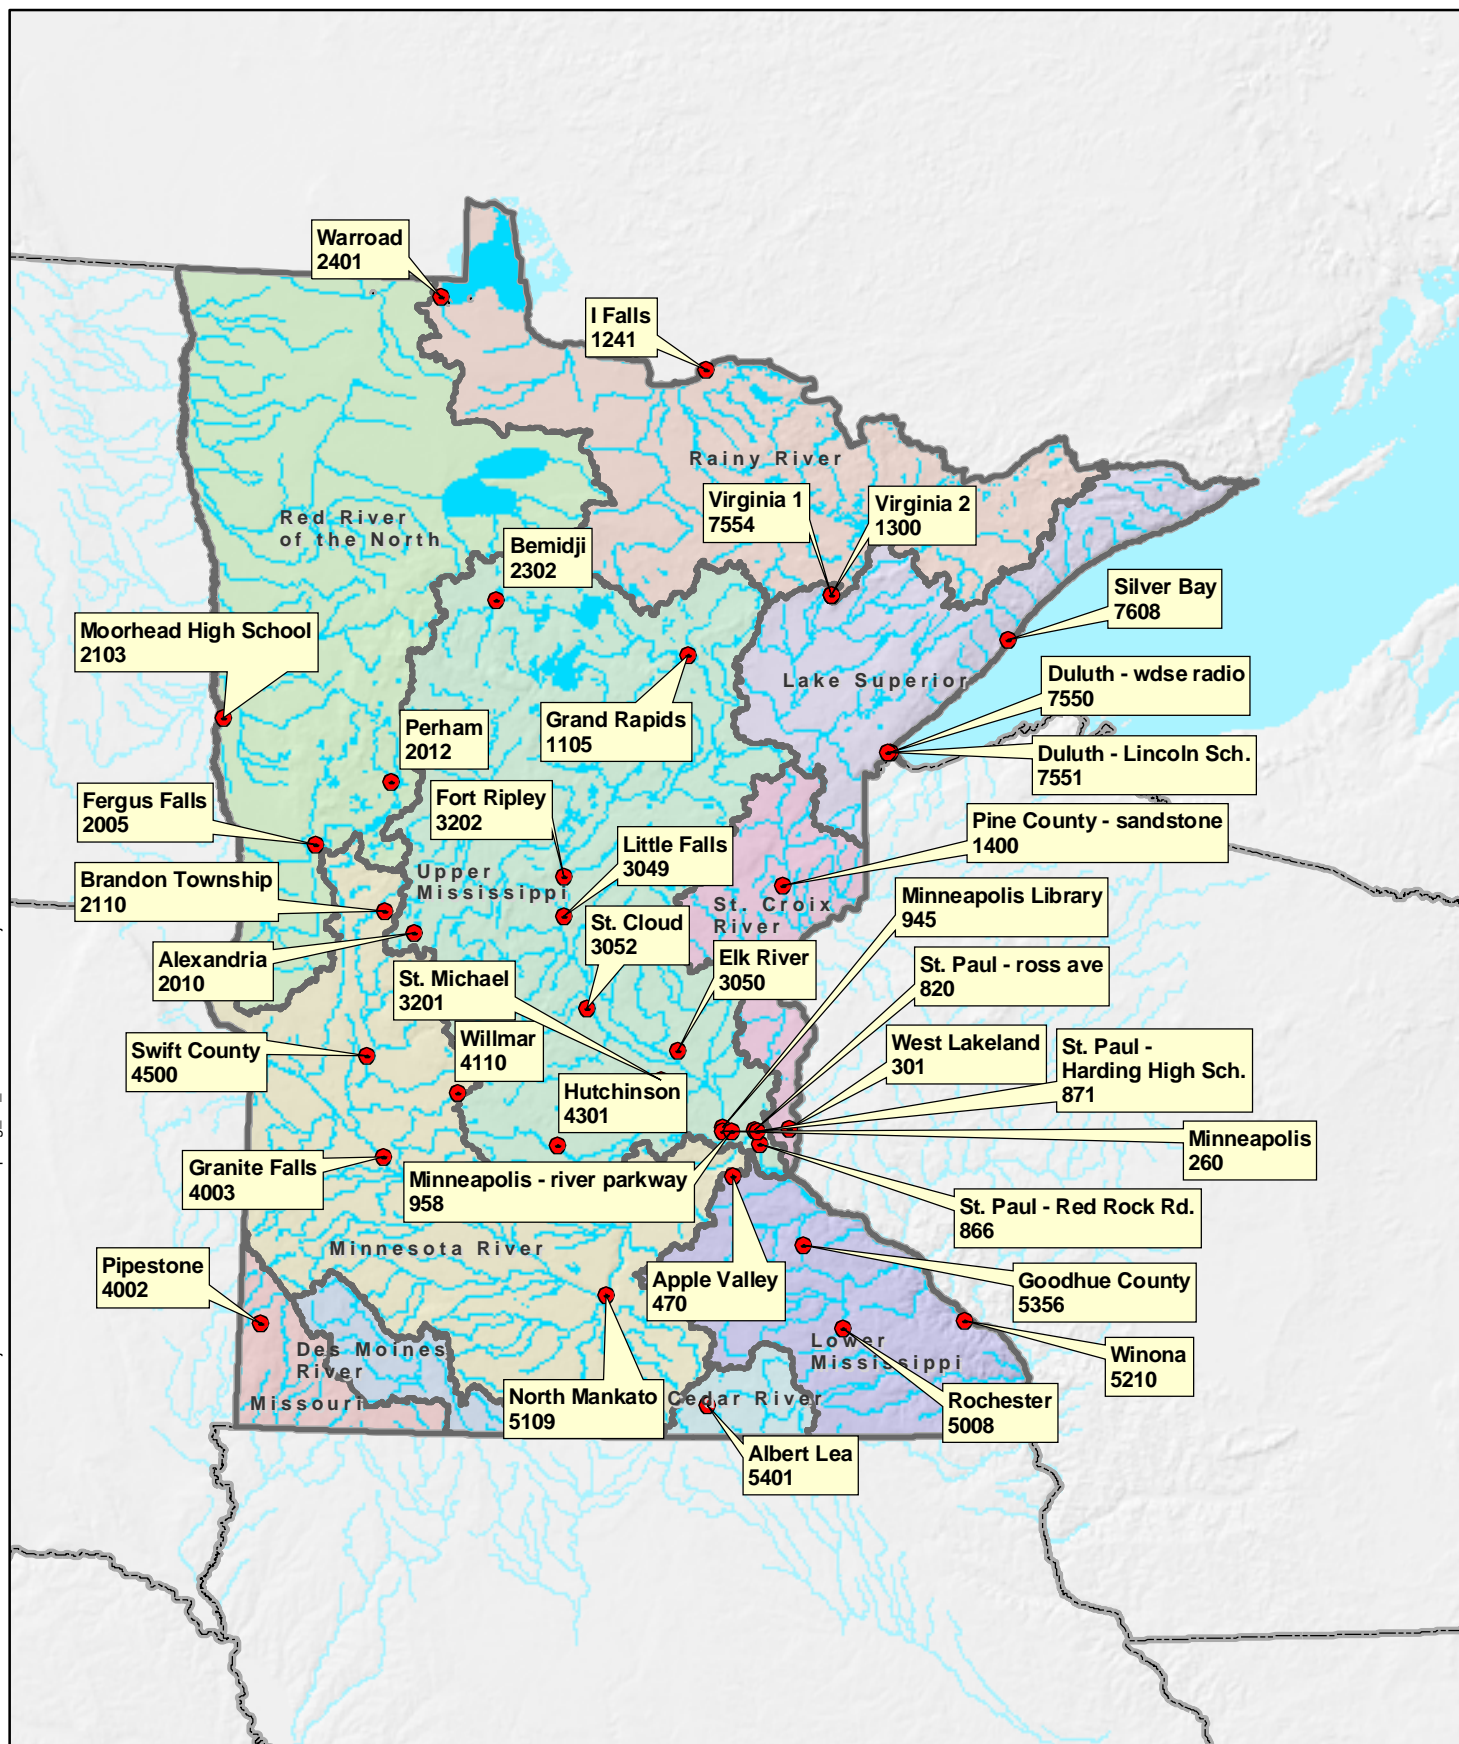 Warroad
2401
I Falls
1241
Rainy River
Virginia 1
7554
Virginia 2
1300
Red River
of the North
Bemidji
2302
Silver Bay
7608
Moorhead High School
2103
Lake Superior
Duluth - wdse radio
7550
Grand Rapids
1105
Perham
2012
Duluth - Lincoln Sch.
7551
Fergus Falls
2005
Fort Ripley
3202
Pine County - sandstone
1400
Little Falls
3049
Upper
Mississippi
Brandon Township
2110
Minneapolis Library
945
St. Croix
River
St. Cloud
3052
Alexandria
2010
St. Michael
3201
Elk River
3050
St. Paul - ross ave
820
Swift County
4500
Willmar
4110
West Lakeland
301
St. Paul -
Harding High Sch.
871
Hutchinson
4301
Minneapolis
260
Granite Falls
4003
Minneapolis - river parkway
958
St. Paul - Red Rock Rd.
866
Minnesota River
Pipestone
4002
Apple Valley
470
Goodhue County
5356
Des Moines
River
Lower
Mississippi
Winona
5210
Missouri
North Mankato
5109
Cedar River
Rochester
5008
Albert Lea
5401